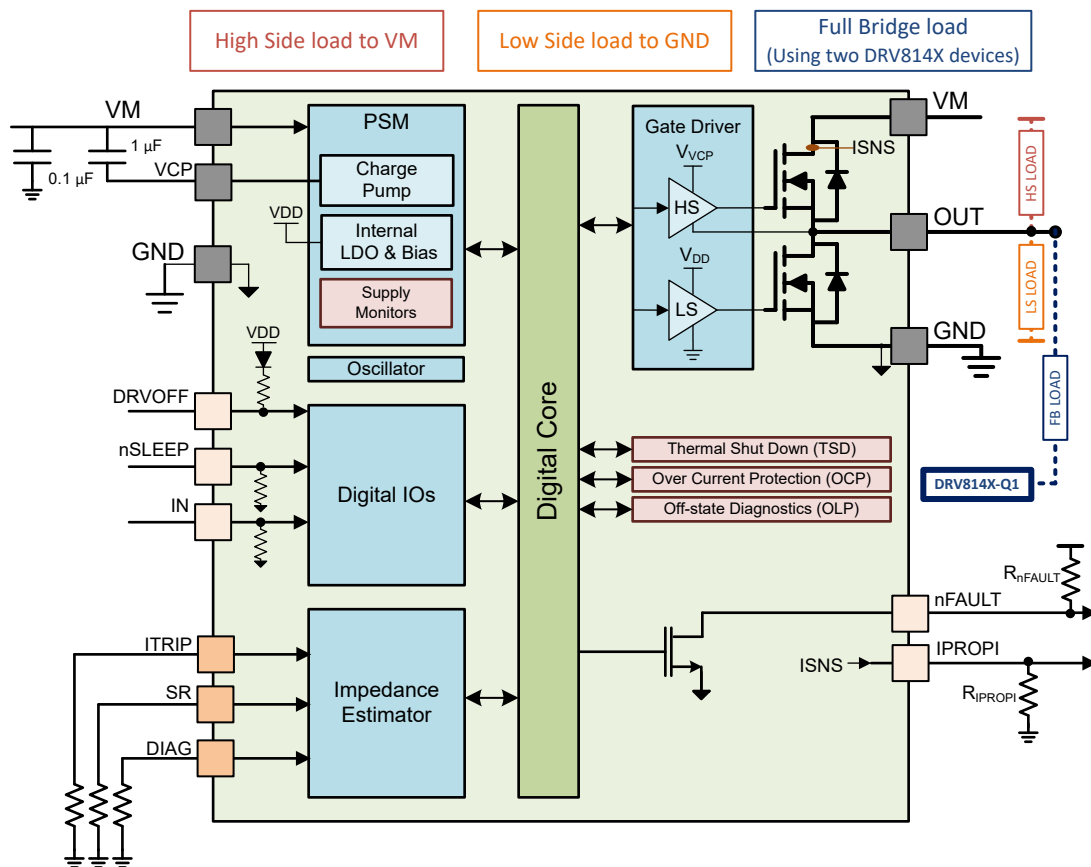 High Side load to VM
Low Side load to GND
Full Bridge load
(Using two DRV814X devices)
VM
1 µF
0.1 µF
VCP
GND
PSM
Charge
Pump
VDD
Internal
LDO & Bias
Supply
Monitors
Oscillator
VDD
DRVOFF
nSLEEP
IN
Digital IOs
ITRIP
SR
DIAG
Impedance
Estimator
Digital Core
Gate Driver
VVCP
HS
VDD
LS
ISNS
VM
OUT
GND
HS LOAD
LS LOAD
FB LOAD
DRV814X-Q1
Thermal Shut Down (TSD)
Over Current Protection (OCP)
Off-state Diagnostics (OLP)
RnFAULT
nFAULT
ISNS
IPROPI
RIPROPI